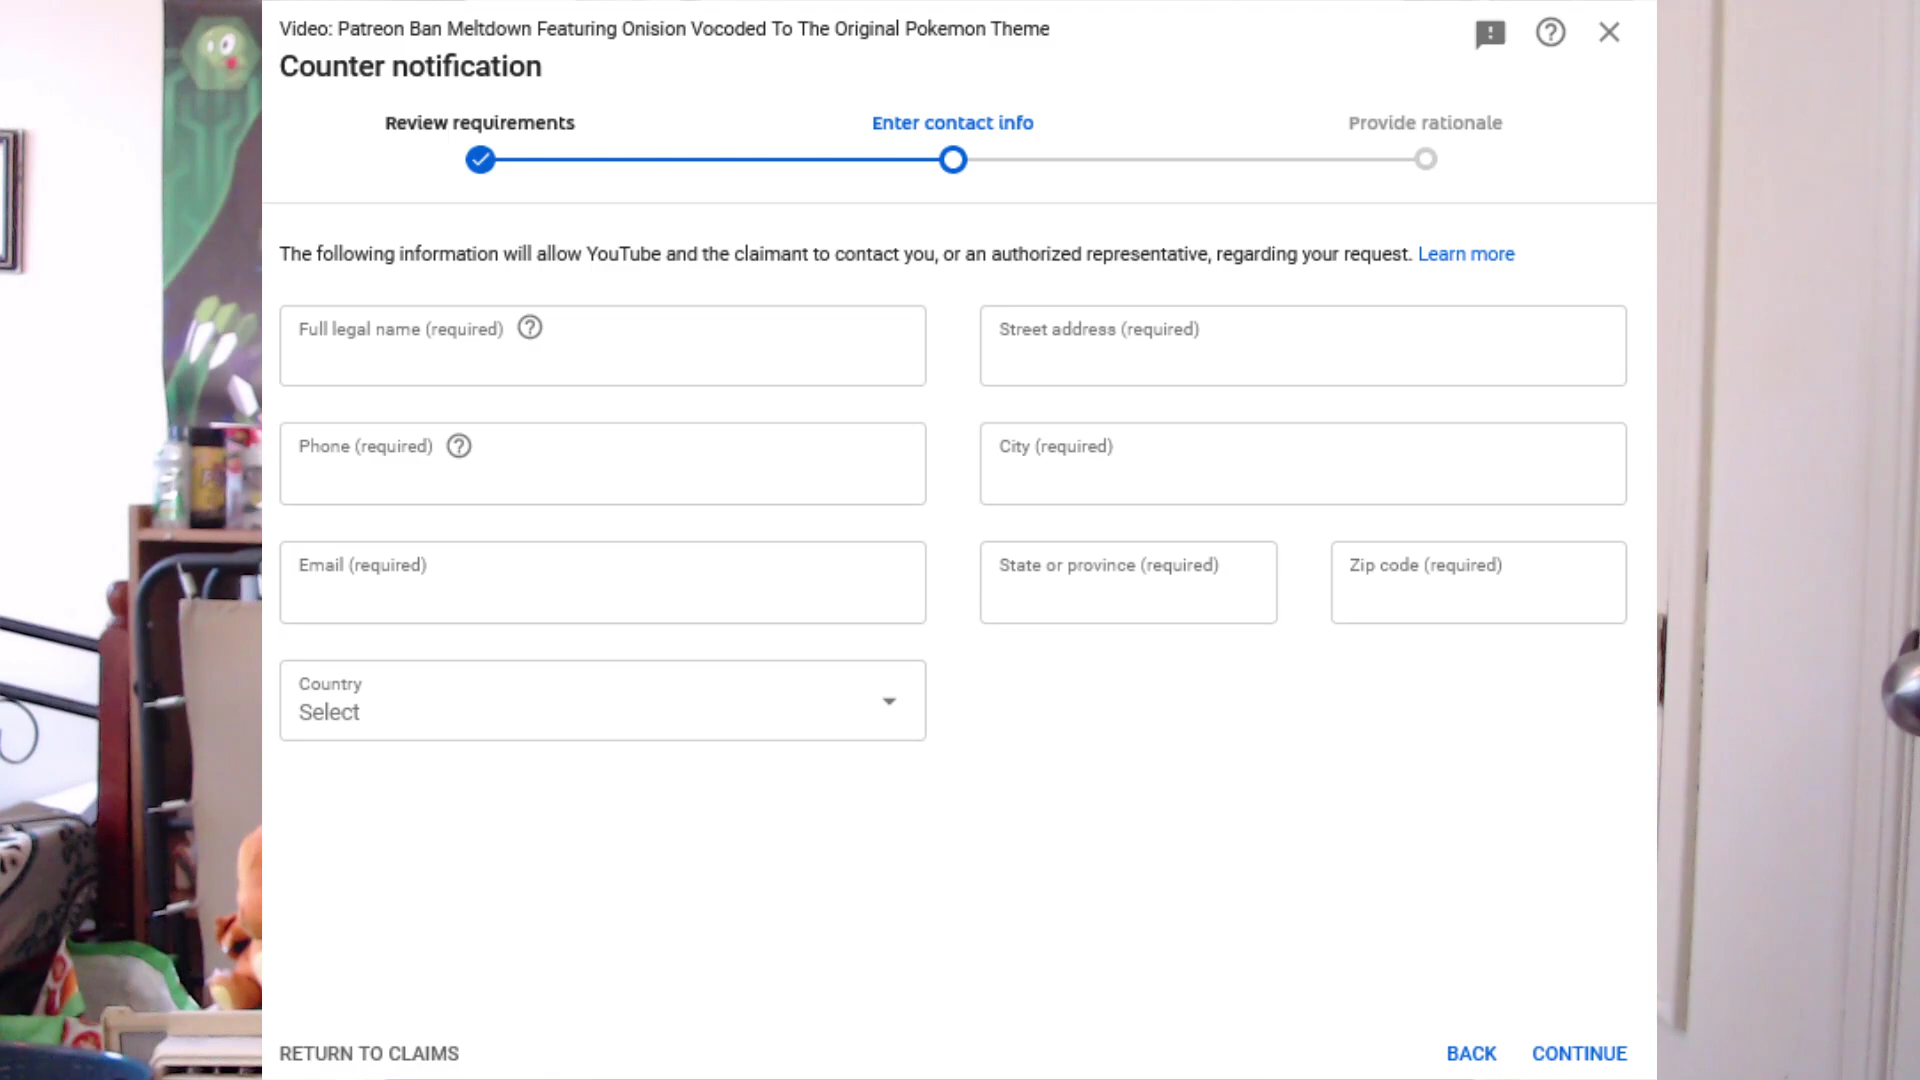 Video: Patreon Ban Meltdown Featuring Onision Vocoded To The Original Pokemon Theme
Counter notification
Review requirements
Enter contact info
Provide rationale
The following information will allow YouTube and the claimant to contact you, or an authorized representative, regarding your request. Learn more
Full legal name (required)
Street address (required)
Phone (required)
City (required)
Email (required)
State or province (required)
Zip code (required)
Country
Select
RETURN TO CLAIMS
BACK
CONTINUE